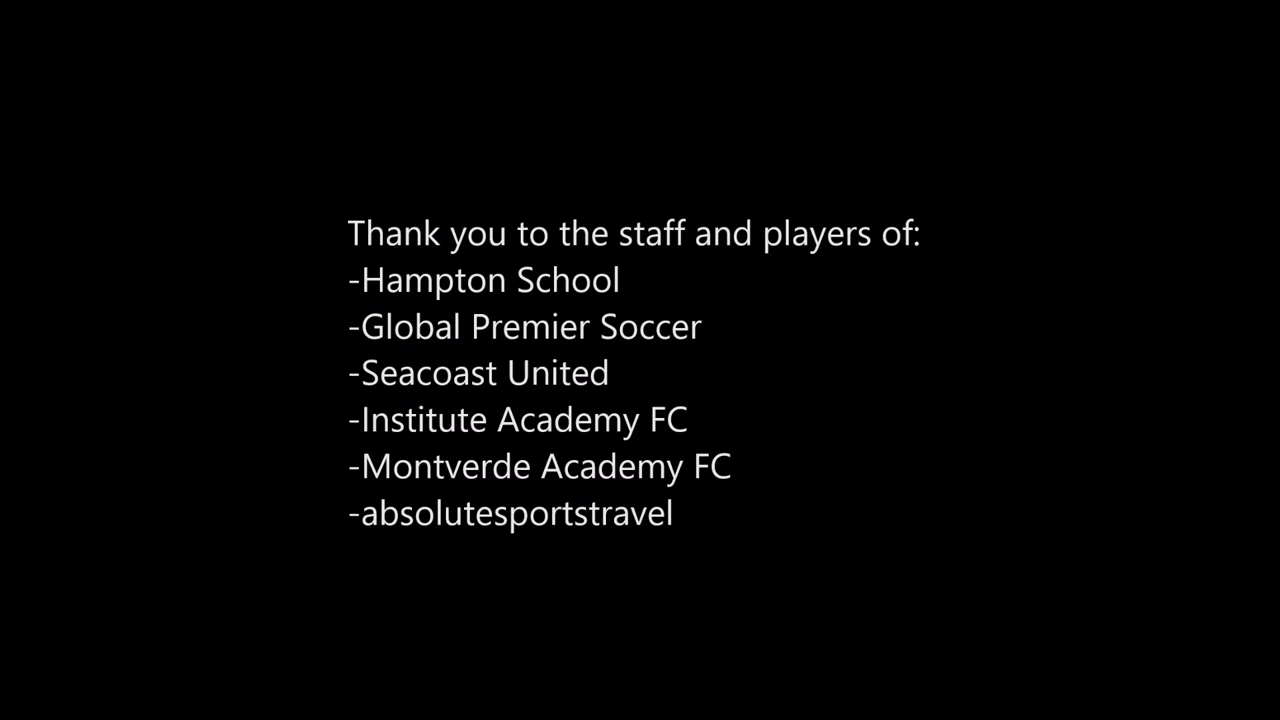 Thank you to the staff and players of:
-Hampton School
-Global Premier Soccer
-Seacoast United
-Institute Academy FC
-Montverde Academy FC
-absolutesportstravel